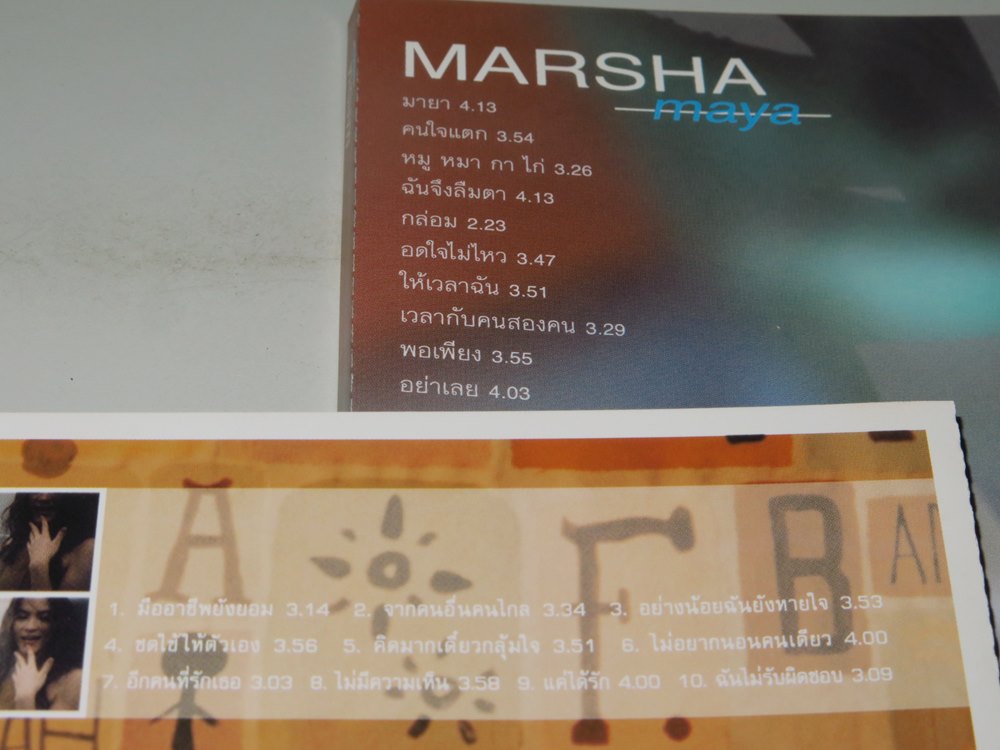 MARSHA
maya
มายา 4.13
คนใจแตก 3.54
หมู หมา กา ไก่ 3.26
ฉันจึงลืมตา 4.13
กล่อม 2.23
อดใจไม่ไหว 3.47
ให้เวลาฉัน 3.51
เวลากับคนสองคน 3.29
พอเพียง 3.55
อย่าเลย 4.03
A B
1. มืออาชีพยังยอม 3.14 2. จากคนอื่นคนไกล 3.34 3. อย่างน้อยฉันยังหายใจ 3.53
4. ชดใช้ให้ตัวเอง 3.56 5. คิดมากเดี๋ยวกลุ้มใจ 3.51 6. ไม่อยากนอนคนเดียว 4.00
7. อีกคนที่รักเธอ 3.03 8. ไม่มีความเห็น 3.58 9. แค่ได้รัก 4.00 10. ฉันไม่รับผิดชอบ 3.09